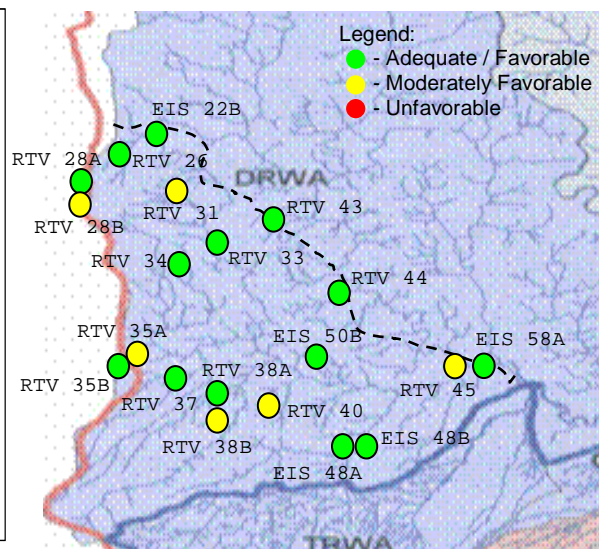 Legend:
- Adequate / Favorable
- Moderately Favorable
- Unfavorable
EIS 22B
RTV 28A
RTV 26
DRWA
RTV 28B
RTV 31
RTV 43
RTV 34
RTV 33
RTV 44
RTV 35A
EIS 50B
EIS 58A
RTV 35B
RTV 37
RTV 38A
RTV 45
RTV 40
RTV 38B
EIS 48B
EIS 48A
TRWA